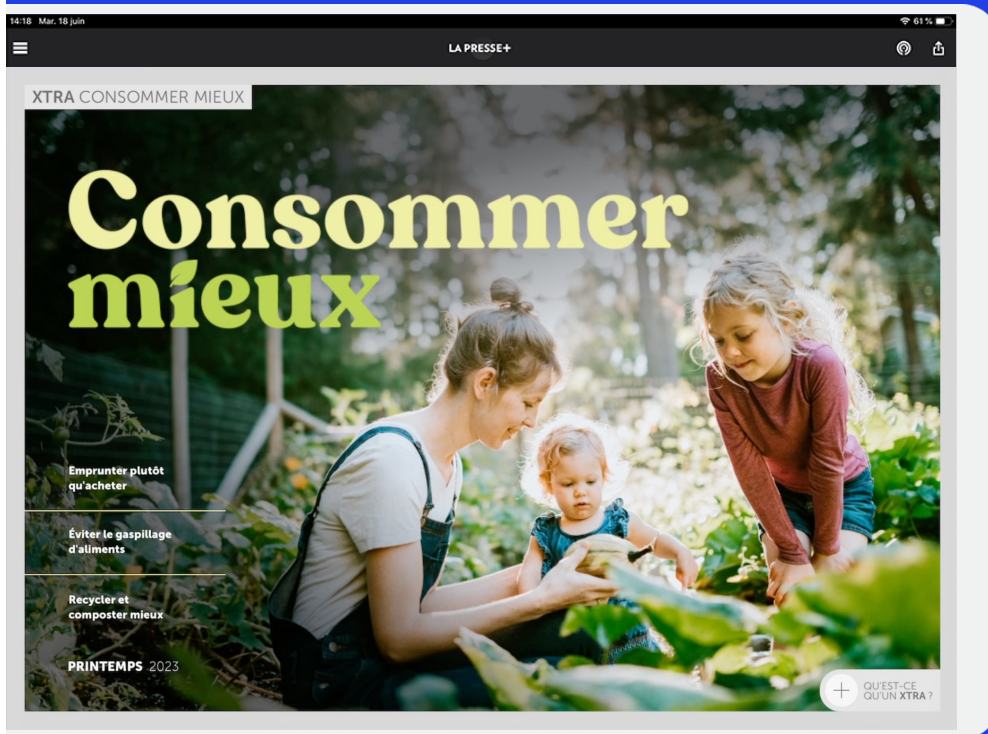 14:18 Mar. 18 juin
61 %
LA PRESSE+
XTRA CONSOMMER MIEUX
Consommer
mieux
Emprunter plutôt
qu'acheter
Éviter le gaspillage
d'aliments
Recycler et
composter mieux
PRINTEMPS 2023
QU'EST-CE
QU'UN XTRA ?